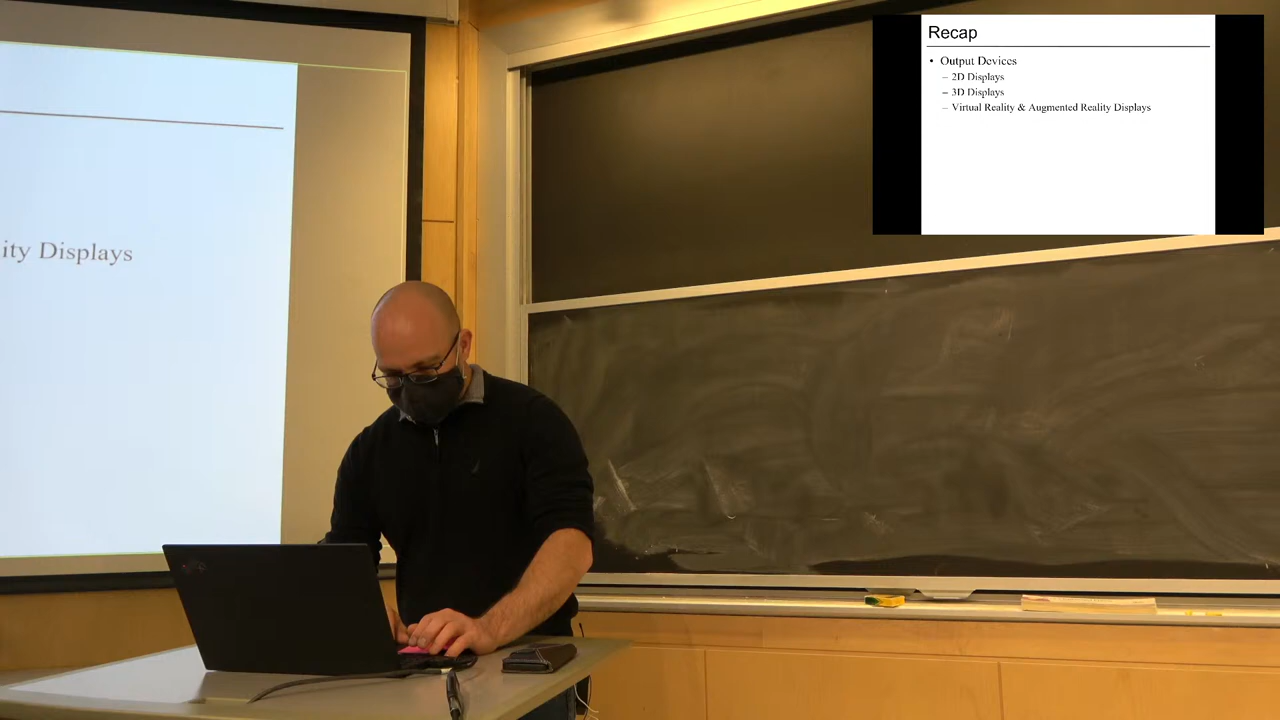 ity Displays
Recap
• Output Devices
– 2D Displays
– 3D Displays
– Virtual Reality & Augmented Reality Displays